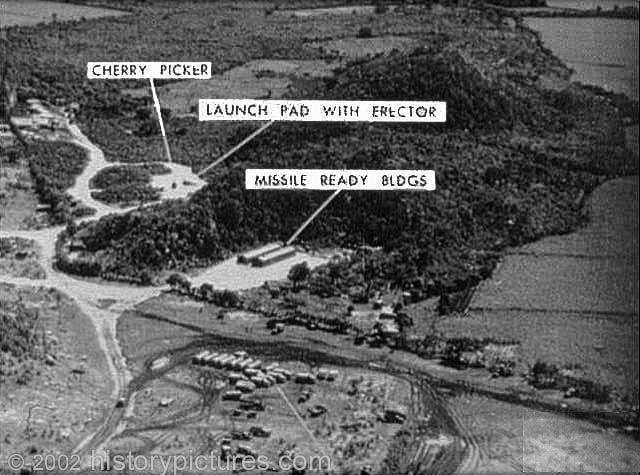 CHERRY PICKER
LAUNCH PAD WITH ERECTOR
MISSILE READY BLDGS
© 2002 historypictures.com